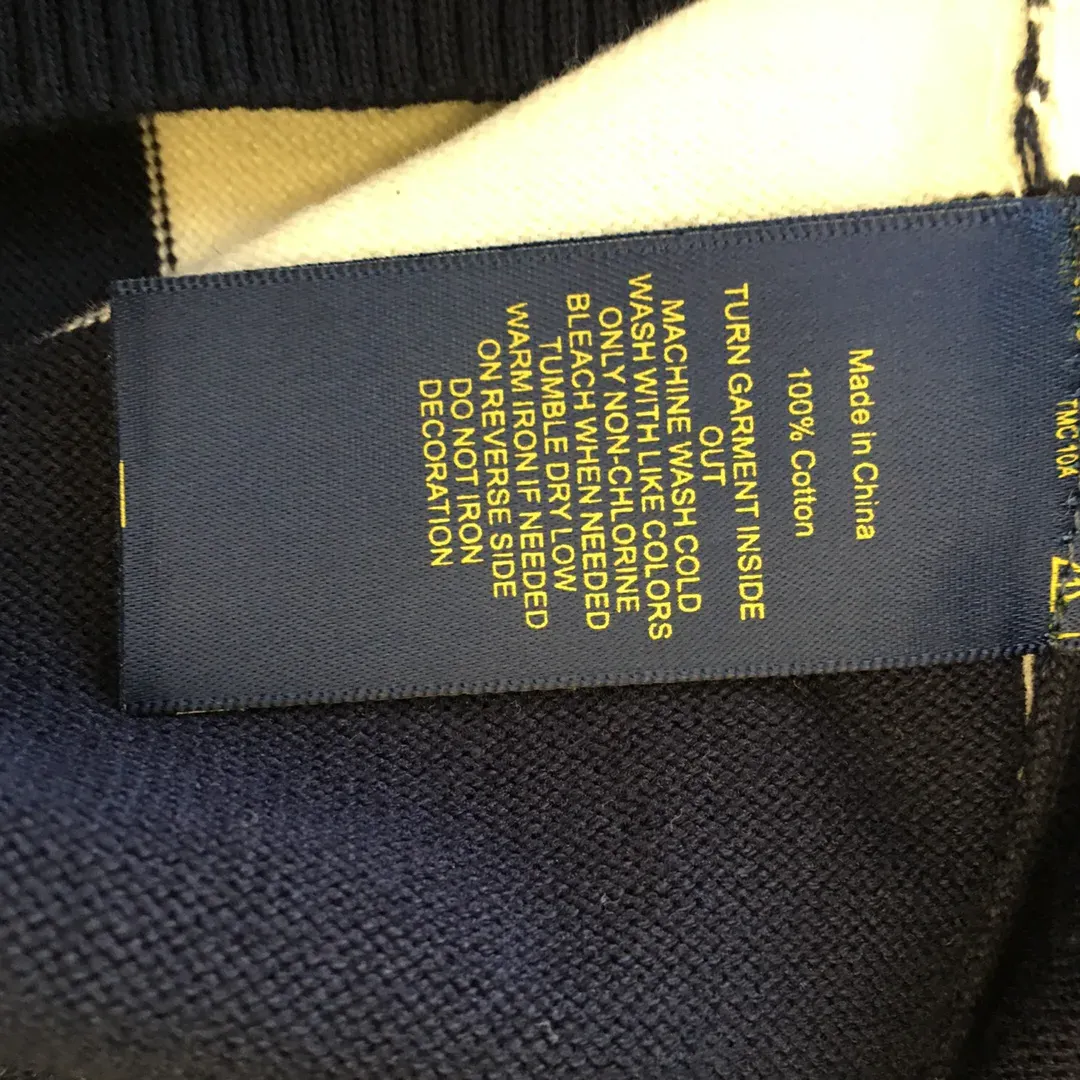 Made in China
100% Cotton
TURN GARMENT INSIDE
OUT
MACHINE WASH COLD
WASH WITH LIKE COLORS
ONLY NON-CHLORINE
BLEACH WHEN NEEDED
TUMBLE DRY LOW
WARM IRON IF NEEDED
ON REVERSE SIDE
DO NOT IRON
DECORATION
TMC 10A